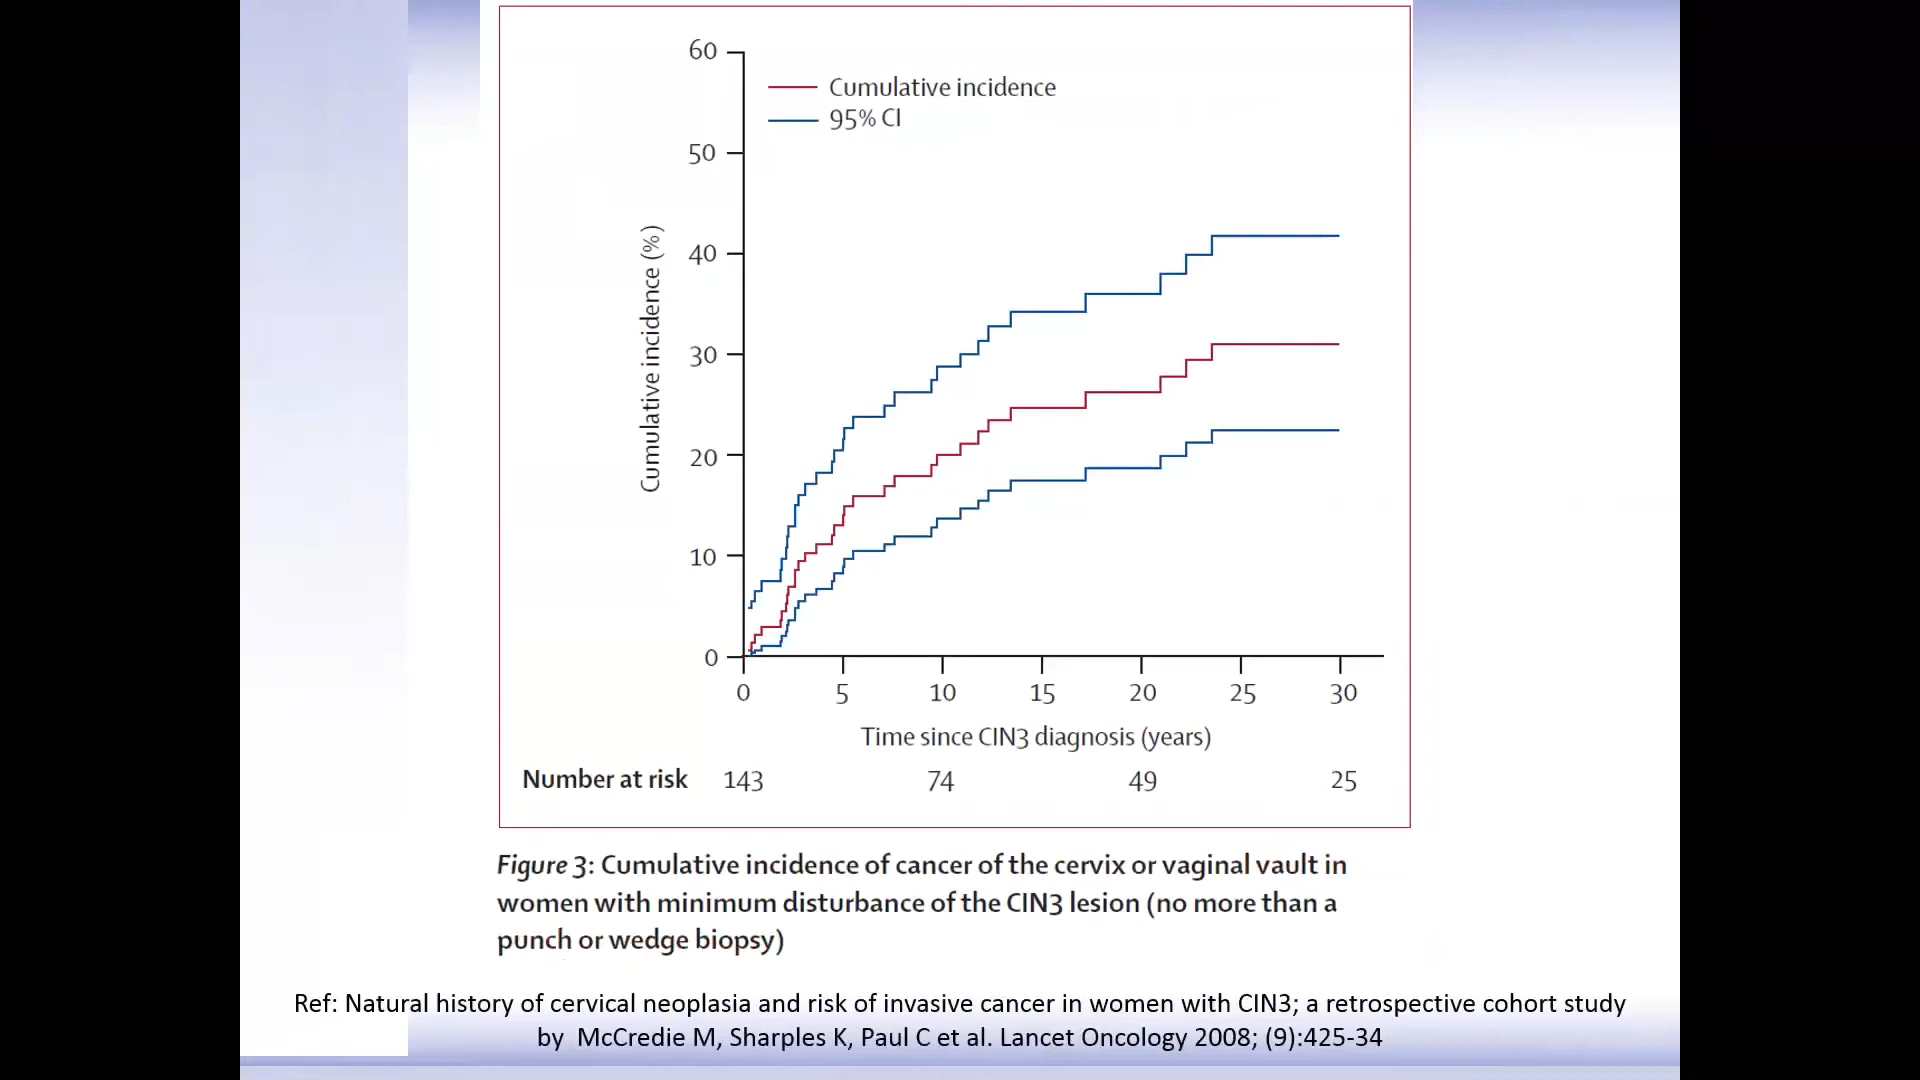 60
Cumulative incidence
95% CI
50
40
30
20
10
0
Cumulative incidence (%)
0 5 10 15 20 25 30
Time since CIN3 diagnosis (years)
Number at risk 143 74 49 25
Figure 3: Cumulative incidence of cancer of the cervix or vaginal vault in
women with minimum disturbance of the CIN3 lesion (no more than a
punch or wedge biopsy)
Ref: Natural history of cervical neoplasia and risk of invasive cancer in women with CIN3; a retrospective cohort study
by McCredie M, Sharples K, Paul C et al. Lancet Oncology 2008; (9):425-34